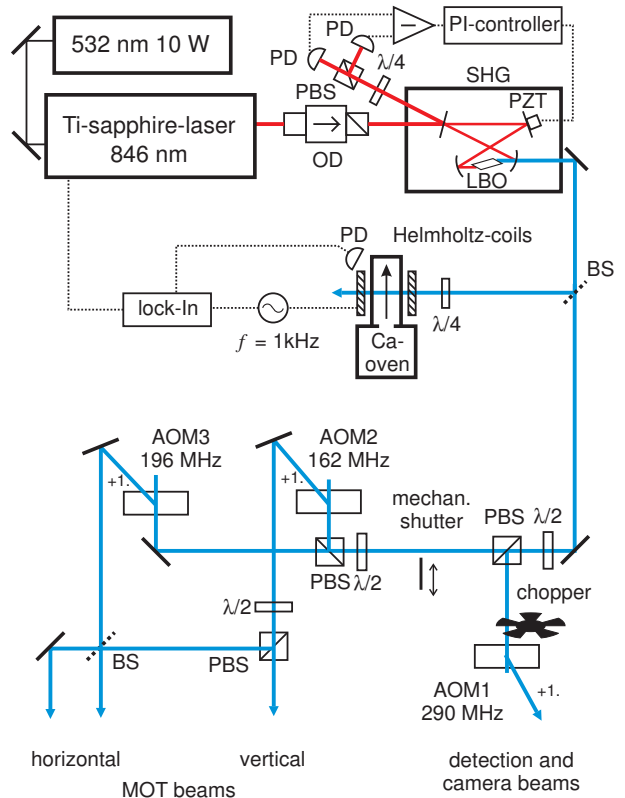 532 nm 10 W
PD
PD
PI-controller
λ/4
SHG
PZT
PBS
Ti-sapphire-laser
846 nm
OD
LBO
PD
Helmholtz-coils
BS
lock-In
f = 1kHz
λ/4
Ca-
oven
AOM3
196 MHz
+1.
AOM2
162 MHz
+1.
mechan.
shutter
PBS
λ/2
PBS
λ/2
chopper
λ/2
BS
PBS
AOM1
290 MHz
+1.
horizontal
vertical
MOT beams
detection and
camera beams